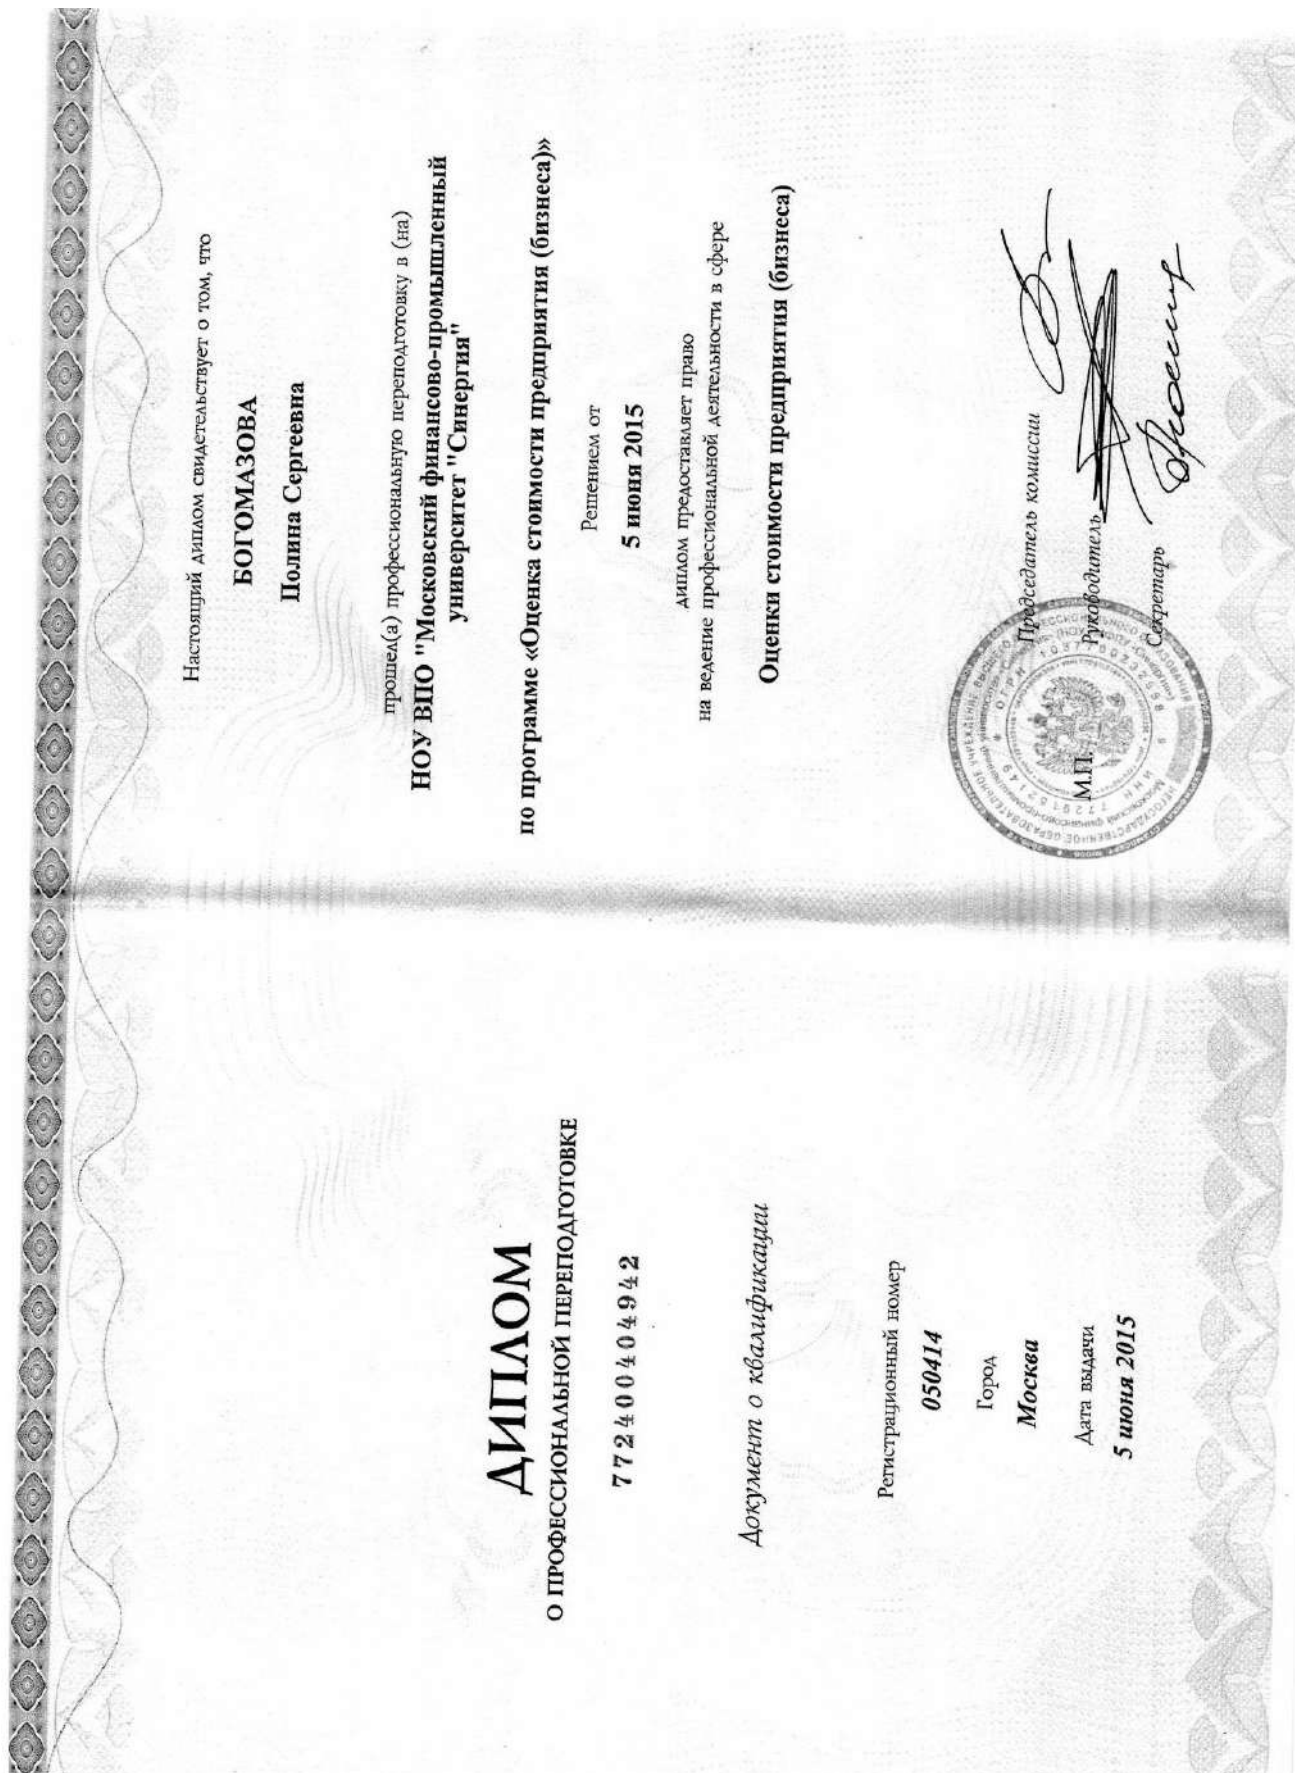 ДИПЛОМ
О ПРОФЕССИОНАЛЬНОЙ ПЕРЕПОДГОТОВКЕ
772400404942
Документ о квалификации
Регистрационный номер
050414
Город
Москва
Дата выдачи
5 июня 2015
Настоящий диплом свидетельствует о том, что
БОГОМАЗОВА
Полина Сергеевна
прошел(а) профессиональную переподготовку в (на)
НОУ ВПО "Московский финансово-промышленный
университет "Синергия"
по программе «Оценка стоимости предприятия (бизнеса)»
Решением от
5 июня 2015
диплом предоставляет право
на ведение профессиональной деятельности в сфере
Оценки стоимости предприятия (бизнеса)
Председатель комиссии
М.П. Руководитель
Секретарь